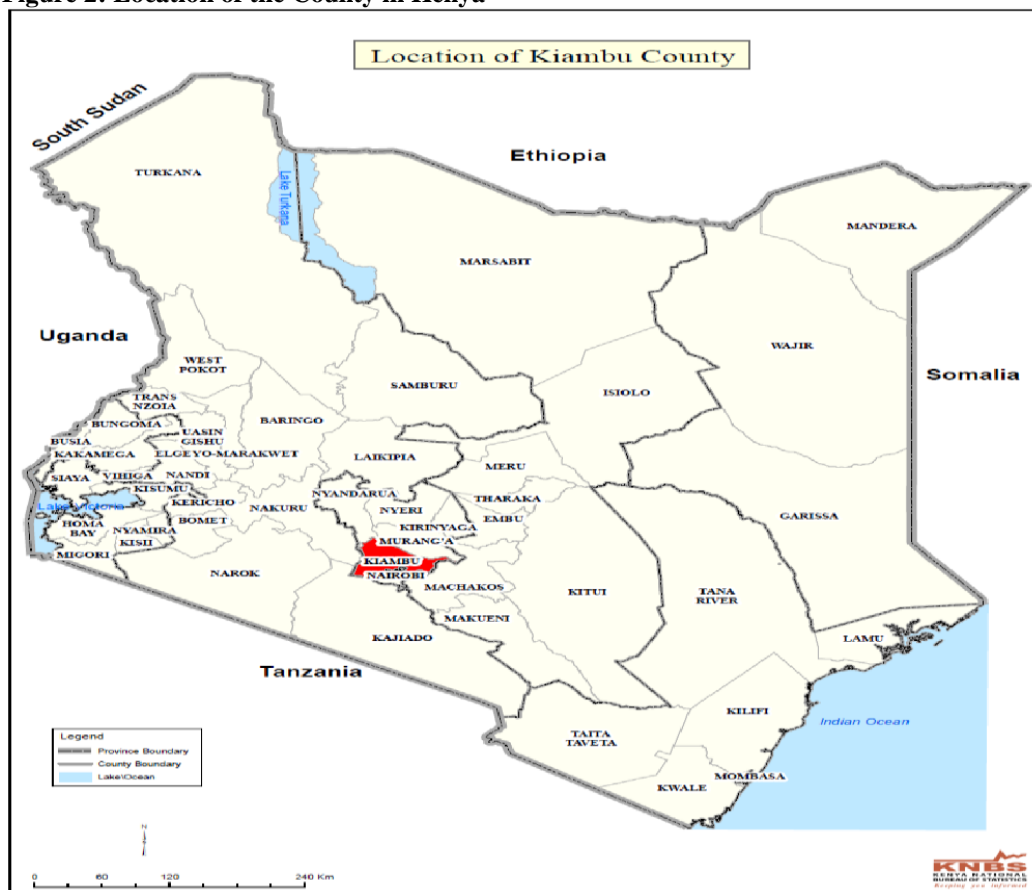 Figure 2: Location of the County in Kenya
Location of Kiambu County
South Sudan
Ethiopia
TURKANA
Lake Turkana
MANDERA
MARSABIT
Uganda
WAJIR
WEST
POKOT
SAMBURU
ISIOLO
Somalia
TRANS
NZOIA
BUNGOMA
BARINGO
UASIN
GISHU
BUSIA
KAKAMEGA
ELGEYO-MARAKWET
LAIKIPIA
MERU
SIAYA
VIHIGA
NANDI
KISUMU
NYANDARUA
THARAKA
Lake Victoria
KERICHO
NAKURU
NYERI
EMBU
GARISSA
HOMA
BAY
NYAMIRA
BOMET
KIRINYAGA
KISII
MURANG'A
MIGORI
KIAMBU
NAROK
NAIROBI
MACHAKOS
KITUI
TANA
RIVER
MAKUENI
KAJIADO
LAMU
Tanzania
KILIFI
Indian Ocean
TAITA
TAVETA
MOMBASA
KWALE
Legend
Province Boundary
County Boundary
Lake\Ocean
N
0 60 120 240 Km
KNBS
KENYA NATIONAL
BUREAU OF STATISTICS
Keeping you informed